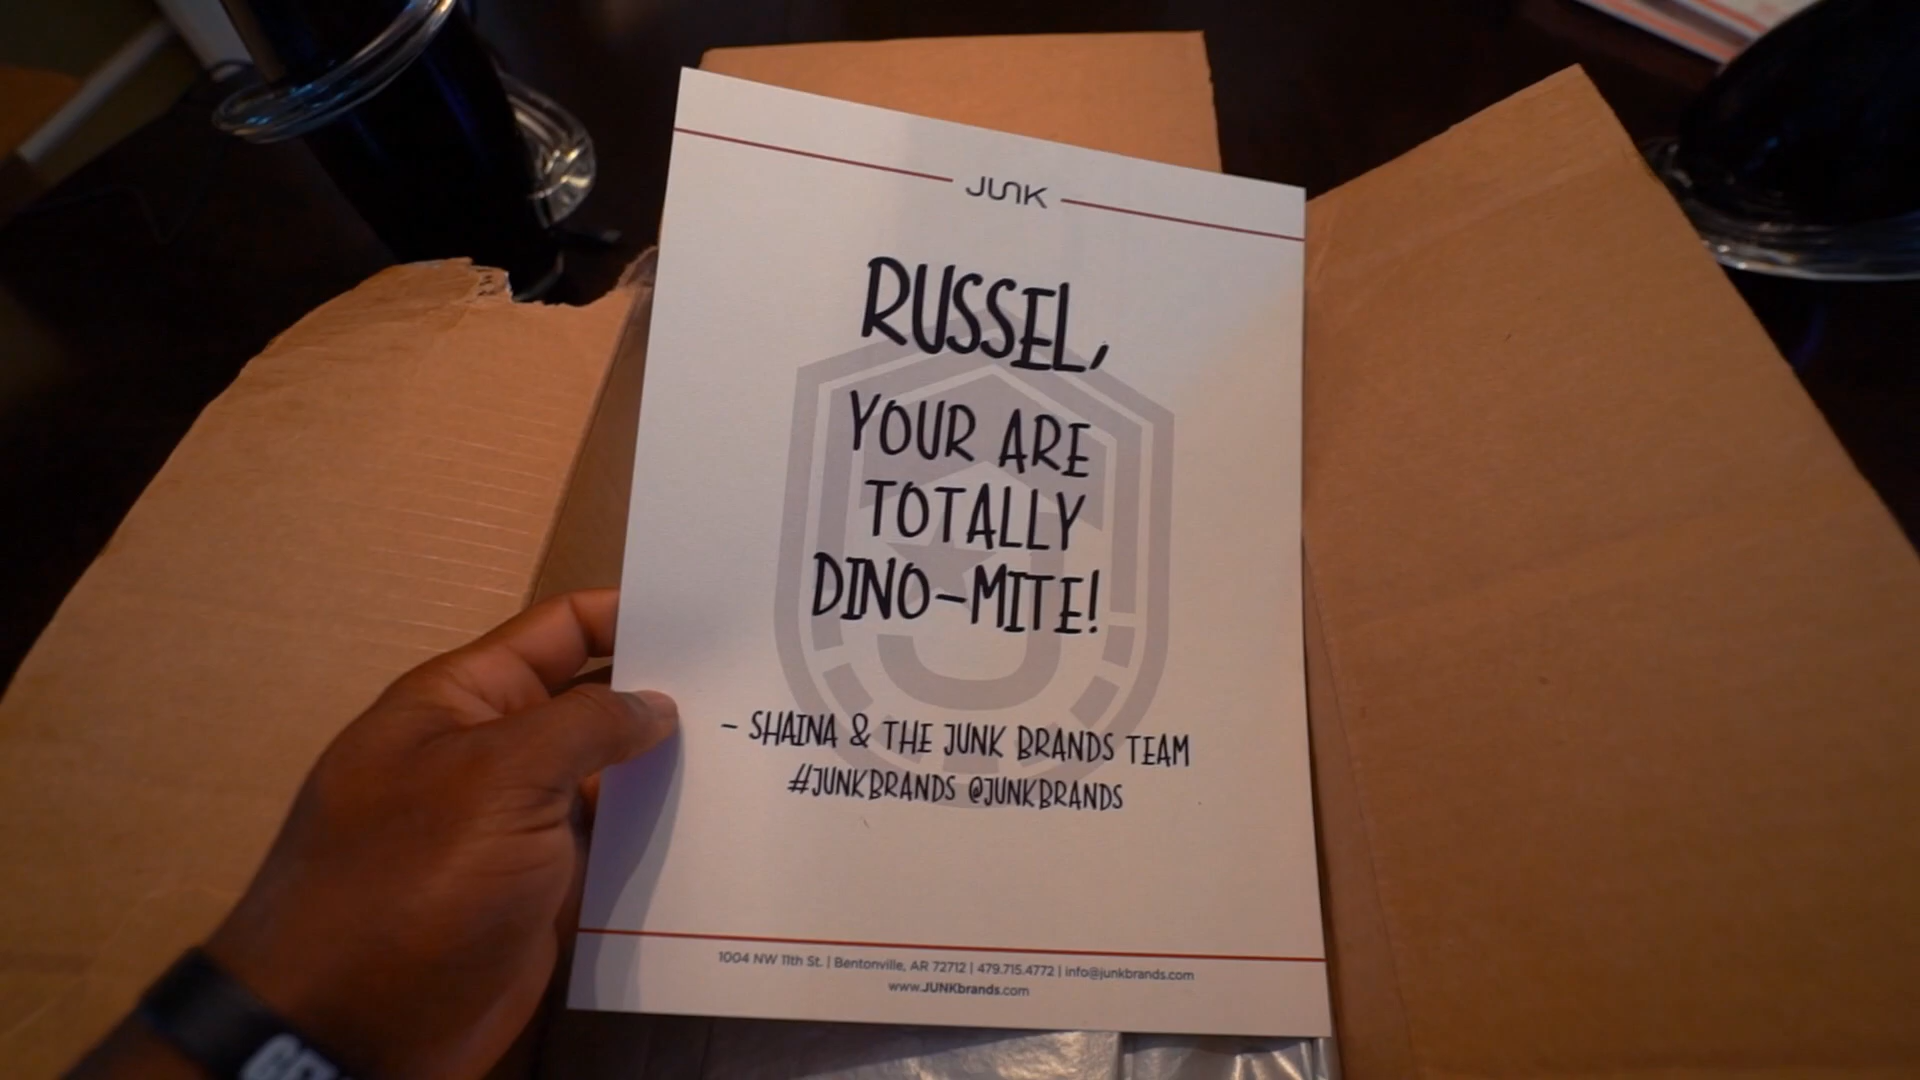 JUNK
RUSSEL,
YOUR ARE
TOTALLY
DINO-MITE!
- SHAINA & THE JUNK BRANDS TEAM
#JUNKBRANDS @JUNKBRANDS
1004 NW 11th St. | Bentonville, AR 72712 | 479.715.4772 | info@junkbrands.com
www.JUNKbrands.com